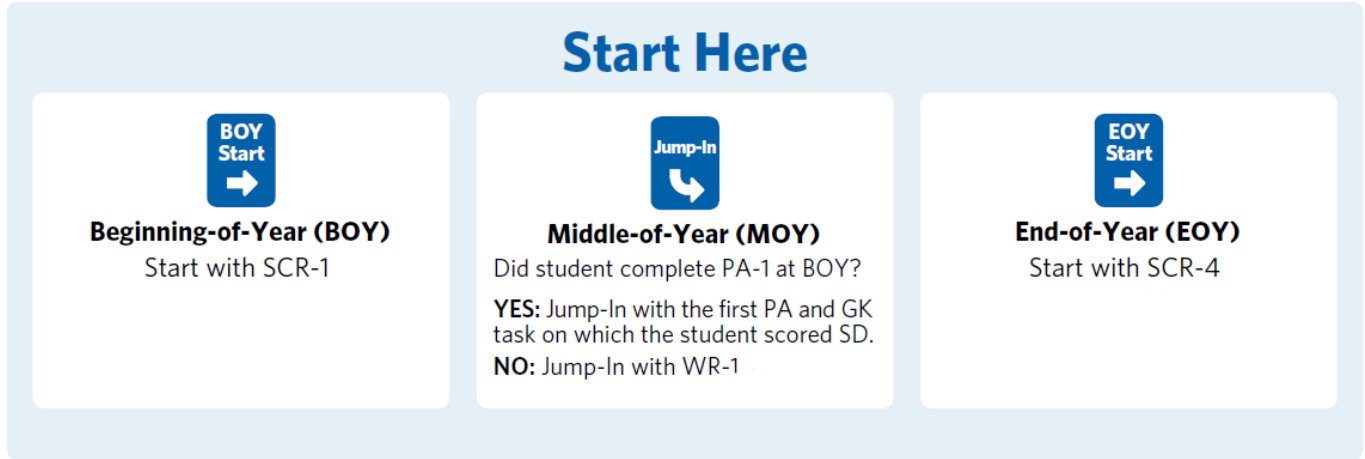 Start Here
BOY
Start
Beginning-of-Year (BOY)
Start with SCR-1
Jump-In
Middle-of-Year (MOY)
Did student complete PA-1 at BOY?
YES: Jump-In with the first PA and GK
task on which the student scored SD.
NO: Jump-In with WR-1
EOY
Start
End-of-Year (EOY)
Start with SCR-4